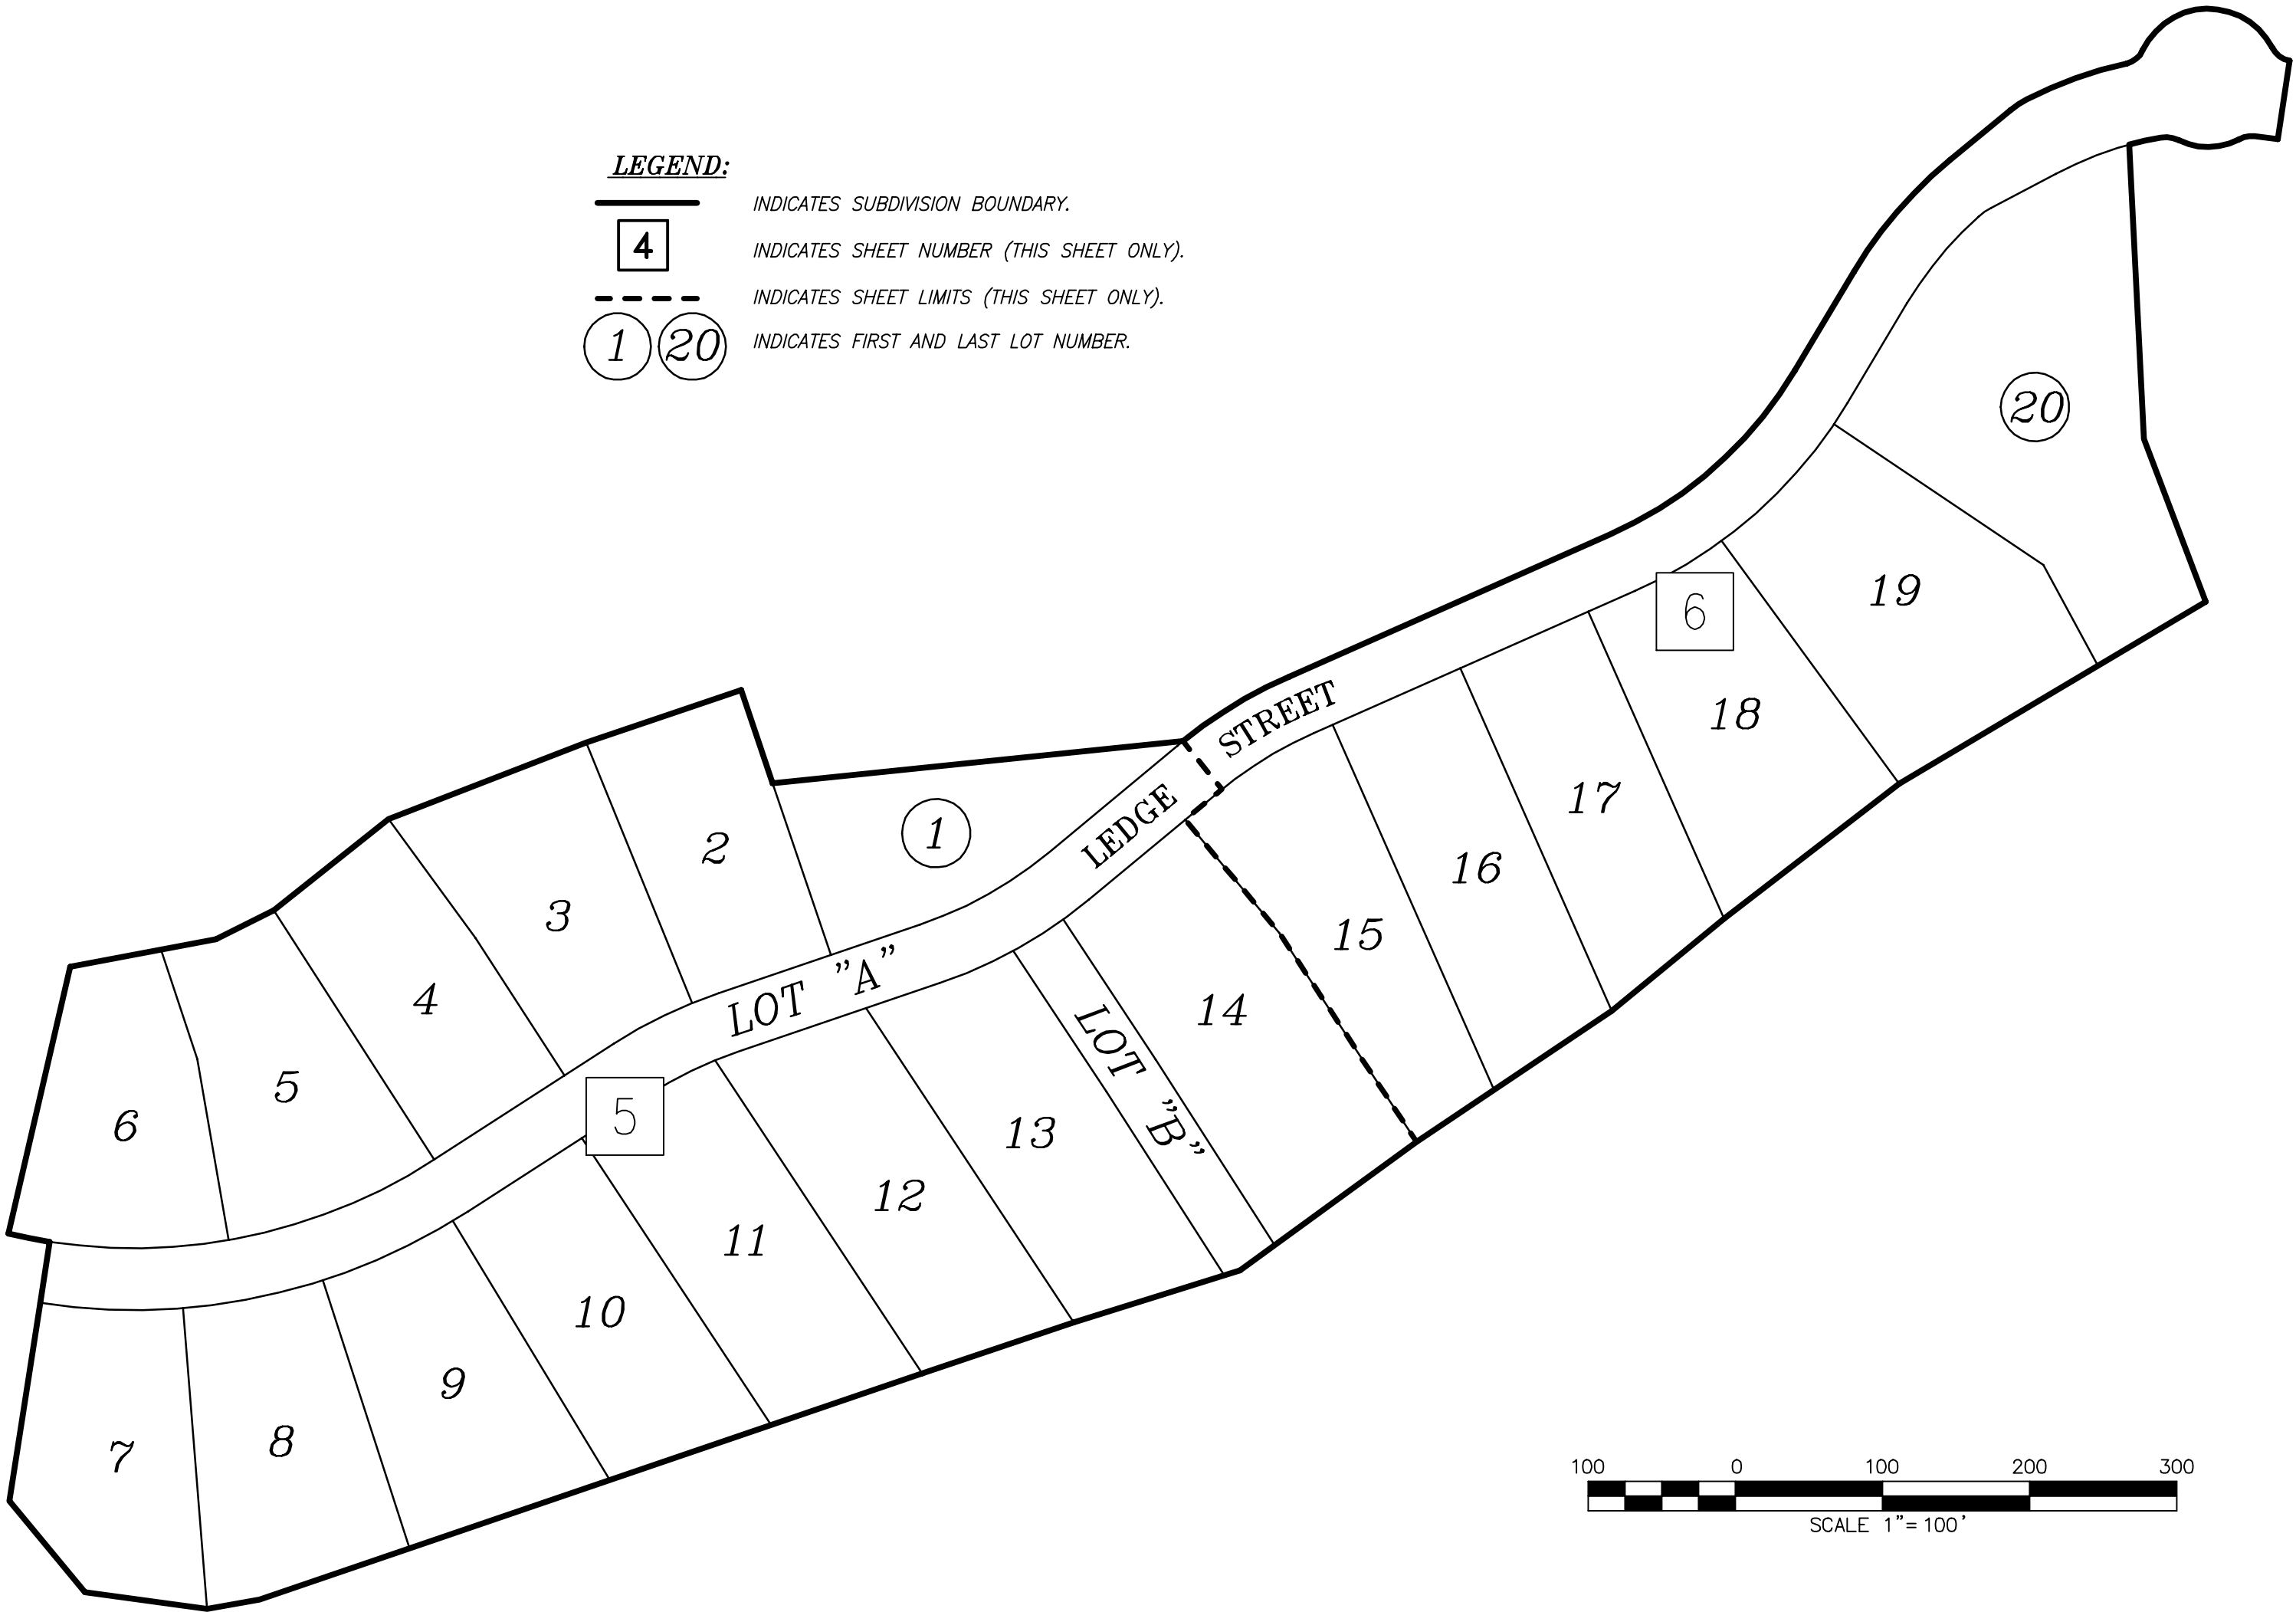 LEGEND:
INDICATES SUBDIVISION BOUNDARY.
4 INDICATES SHEET NUMBER (THIS SHEET ONLY).
INDICATES SHEET LIMITS (THIS SHEET ONLY).
1 20 INDICATES FIRST AND LAST LOT NUMBER.
20
19
6
18
17
16
15
14
LEDGE STREET
1
2
3
4
5
6
LOT "A"
LOT "B"
5
13
12
11
10
9
8
7
100 0 100 200 300
SCALE 1"= 100'